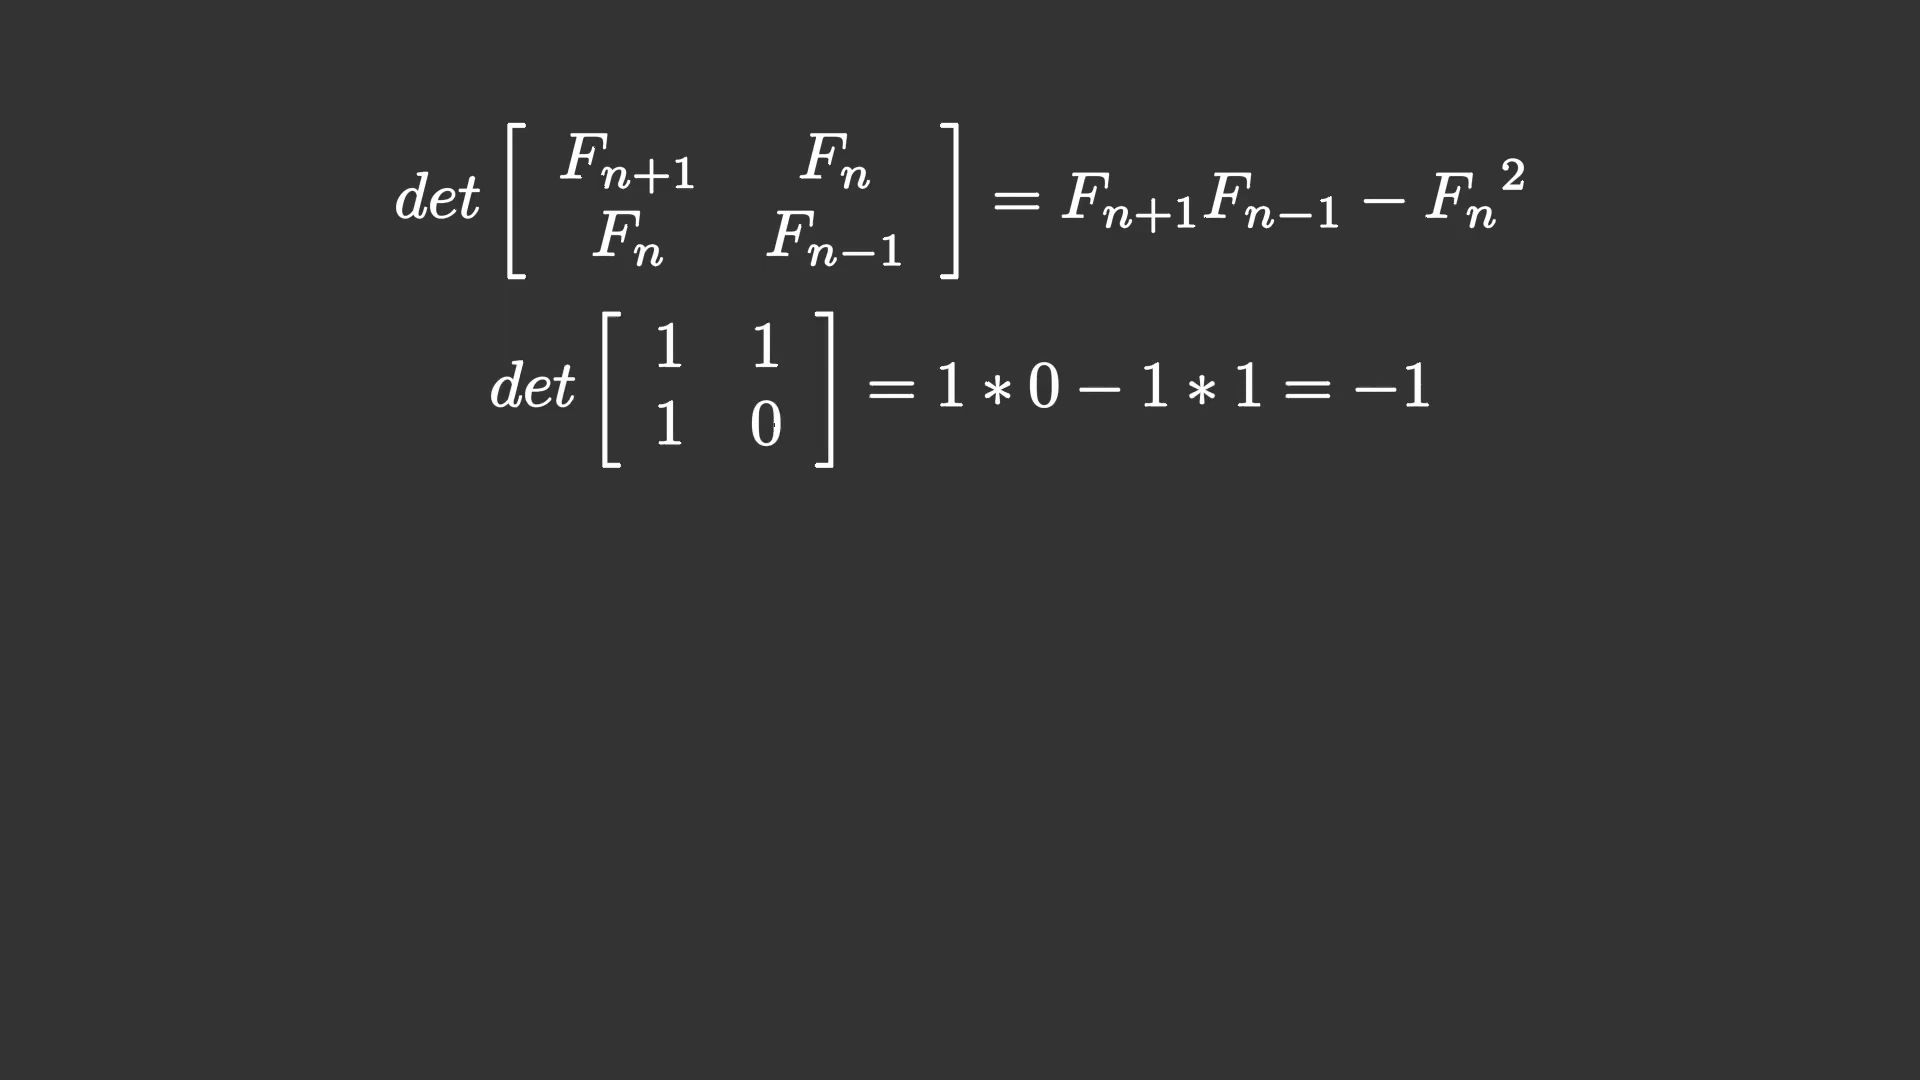 det [ F_{n+1} F_n ; F_n F_{n-1} ] = F_{n+1}F_{n-1} − F_n^2
det [ 1 1 ; 1 0 ] = 1 * 0 − 1 * 1 = −1